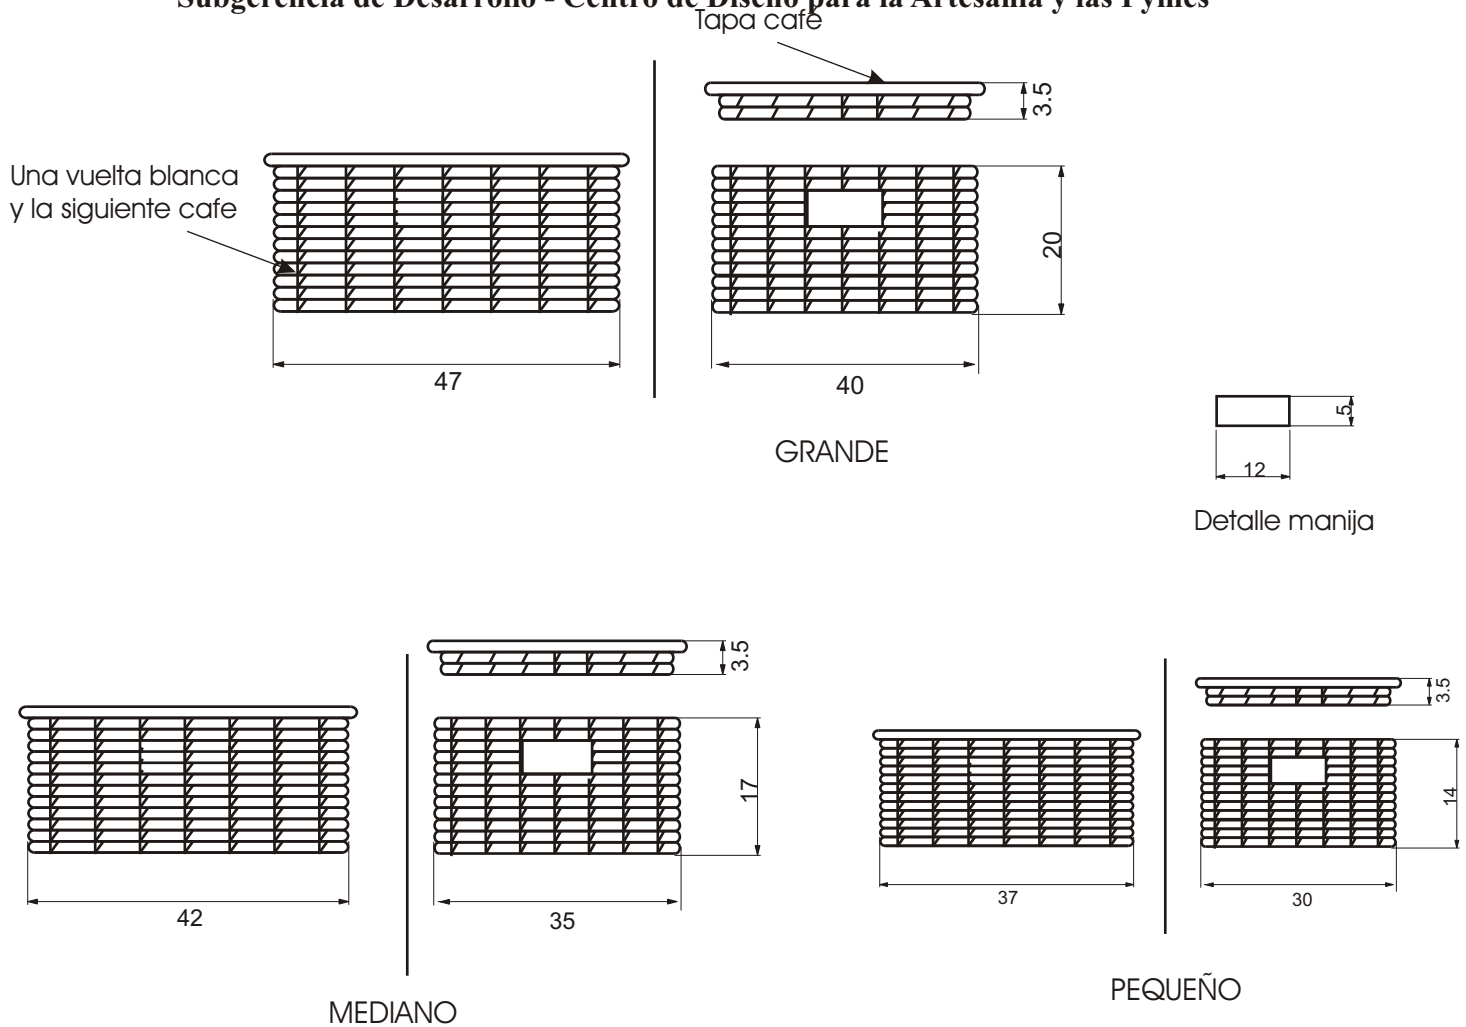 Subgerencia de Desarrollo - Centro de Diseño para la Artesanía y las Pymes
Tapa café
3.5
Una vuelta blanca
y la siguiente cafe
20
47
40
GRANDE
5
12
Detalle manija
3.5
17
42
35
MEDIANO
3.5
14
37
30
PEQUEÑO